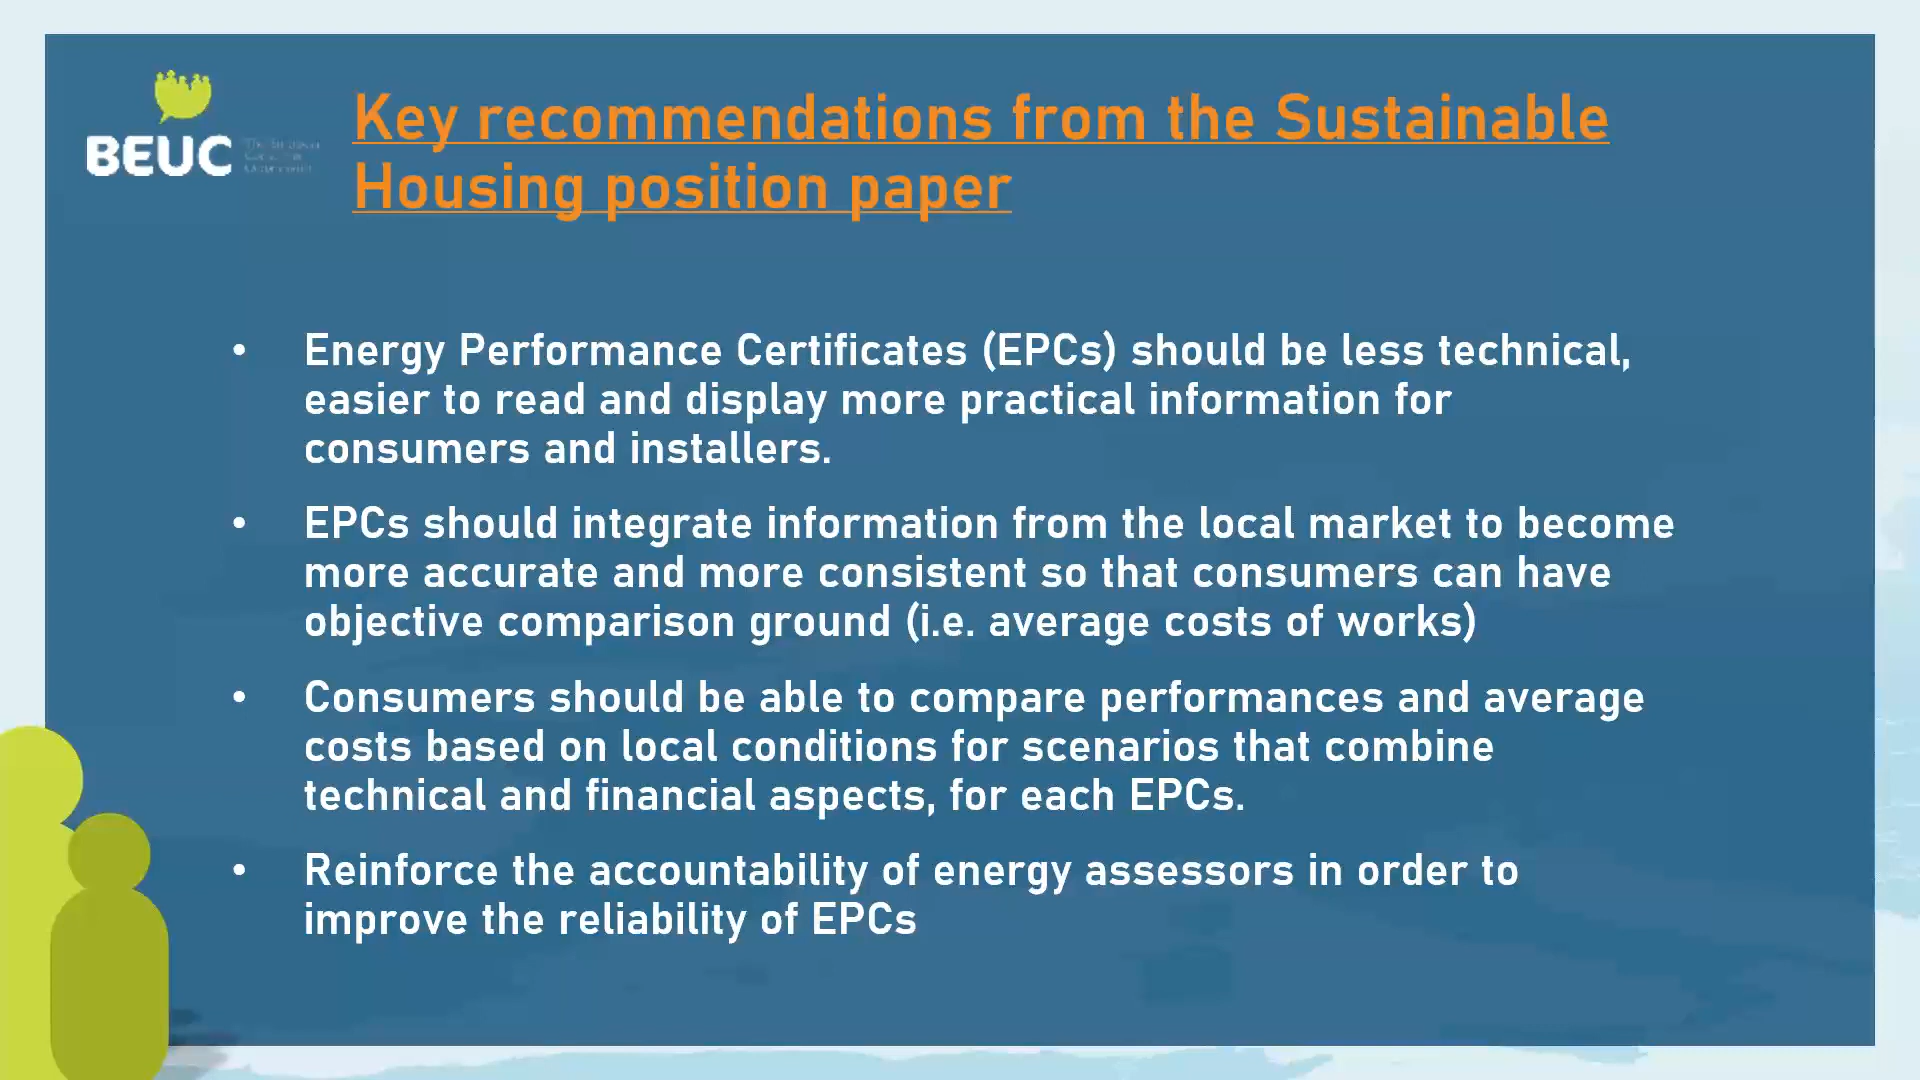 BEUC
Key recommendations from the Sustainable
Housing position paper
• Energy Performance Certificates (EPCs) should be less technical,
easier to read and display more practical information for
consumers and installers.
• EPCs should integrate information from the local market to become
more accurate and more consistent so that consumers can have
objective comparison ground (i.e. average costs of works)
• Consumers should be able to compare performances and average
costs based on local conditions for scenarios that combine
technical and financial aspects, for each EPCs.
• Reinforce the accountability of energy assessors in order to
improve the reliability of EPCs